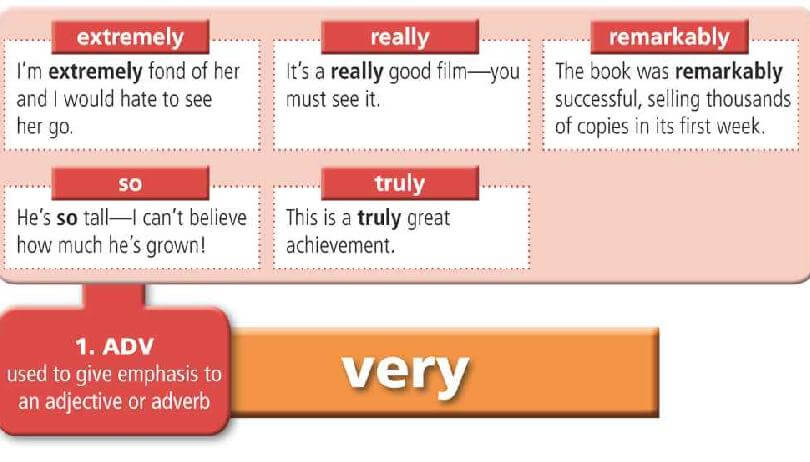 extremely
I'm extremely fond of her
and I would hate to see
her go.
really
It's a really good film—you
must see it.
remarkably
The book was remarkably
successful, selling thousands
of copies in its first week.
so
He's so tall—I can't believe
how much he's grown!
truly
This is a truly great
achievement.
1. ADV
used to give emphasis to
an adjective or adverb
very